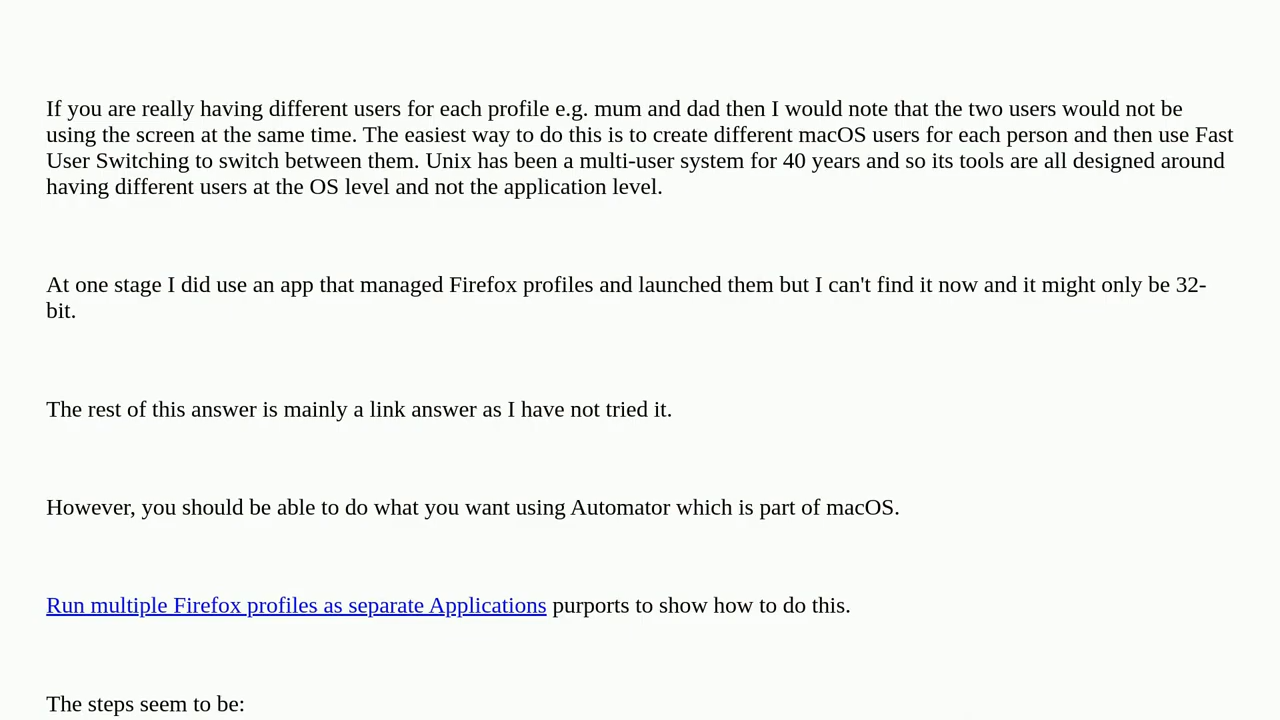 If you are really having different users for each profile e.g. mum and dad then I would note that the two users would not be
using the screen at the same time. The easiest way to do this is to create different macOS users for each person and then use Fast
User Switching to switch between them. Unix has been a multi-user system for 40 years and so its tools are all designed around
having different users at the OS level and not the application level.
At one stage I did use an app that managed Firefox profiles and launched them but I can't find it now and it might only be 32-
bit.
The rest of this answer is mainly a link answer as I have not tried it.
However, you should be able to do what you want using Automator which is part of macOS.
Run multiple Firefox profiles as separate Applications purports to show how to do this.
The steps seem to be: